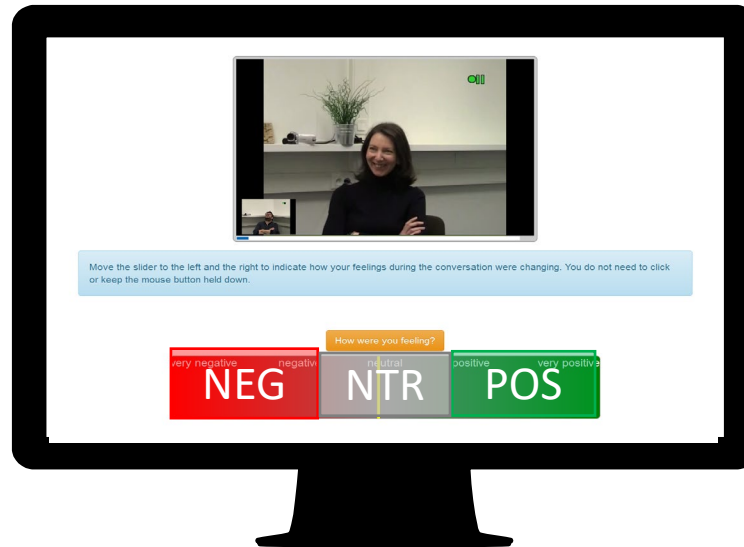 Move the slider to the left and the right to indicate how your feelings during the conversation were changing. You do not need to click
or keep the mouse button held down.
How were you feeling?
very negative negative neutral positive very positive
NEG NTR POS